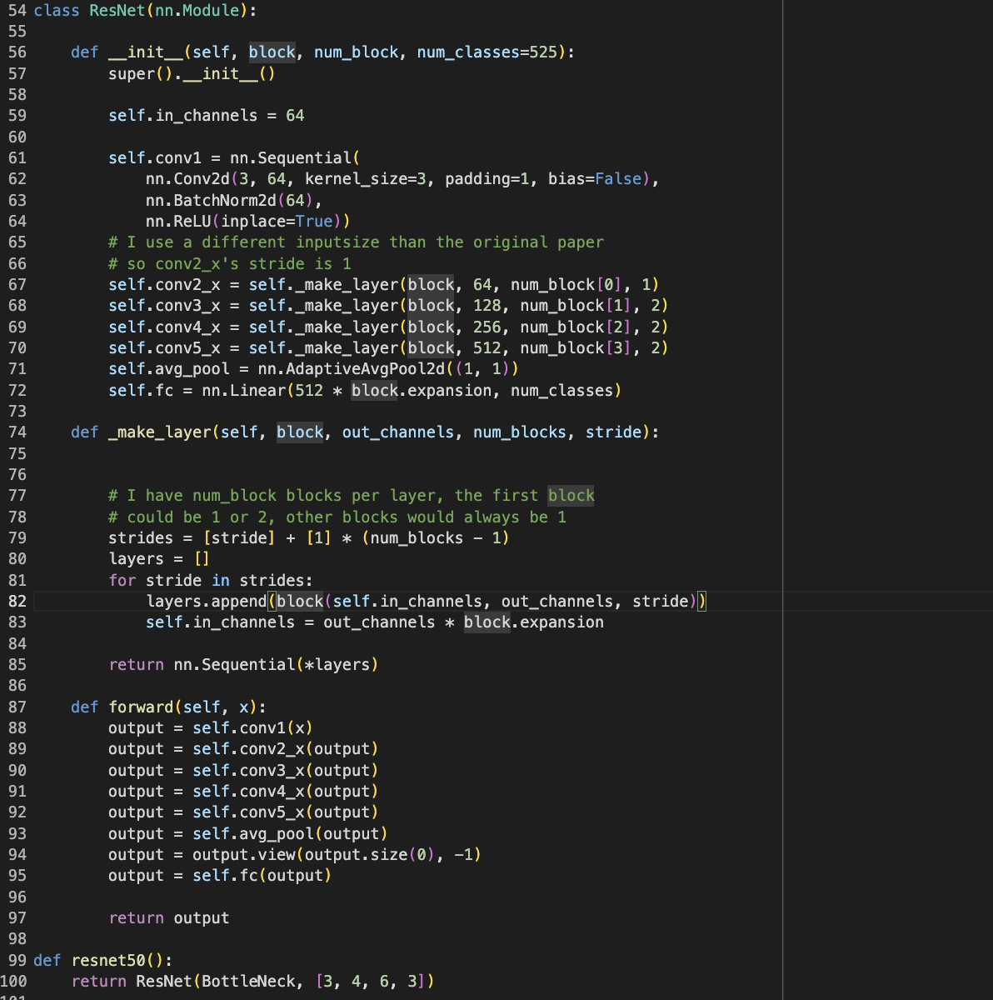 54 class ResNet(nn.Module):
55
56     def __init__(self, block, num_block, num_classes=525):
57         super().__init__()
58
59         self.in_channels = 64
60
61         self.conv1 = nn.Sequential(
62             nn.Conv2d(3, 64, kernel_size=3, padding=1, bias=False),
63             nn.BatchNorm2d(64),
64             nn.ReLU(inplace=True))
65         # I use a different inputsize than the original paper
66         # so conv2_x's stride is 1
67         self.conv2_x = self._make_layer(block, 64, num_block[0], 1)
68         self.conv3_x = self._make_layer(block, 128, num_block[1], 2)
69         self.conv4_x = self._make_layer(block, 256, num_block[2], 2)
70         self.conv5_x = self._make_layer(block, 512, num_block[3], 2)
71         self.avg_pool = nn.AdaptiveAvgPool2d((1, 1))
72         self.fc = nn.Linear(512 * block.expansion, num_classes)
73
74     def _make_layer(self, block, out_channels, num_blocks, stride):
75
76
77         # I have num_block blocks per layer, the first block
78         # could be 1 or 2, other blocks would always be 1
79         strides = [stride] + [1] * (num_blocks - 1)
80         layers = []
81         for stride in strides:
82             layers.append(block(self.in_channels, out_channels, stride))
83             self.in_channels = out_channels * block.expansion
84
85         return nn.Sequential(*layers)
86
87     def forward(self, x):
88         output = self.conv1(x)
89         output = self.conv2_x(output)
90         output = self.conv3_x(output)
91         output = self.conv4_x(output)
92         output = self.conv5_x(output)
93         output = self.avg_pool(output)
94         output = output.view(output.size(0), -1)
95         output = self.fc(output)
96
97         return output
98
99 def resnet50():
100     return ResNet(BottleNeck, [3, 4, 6, 3])